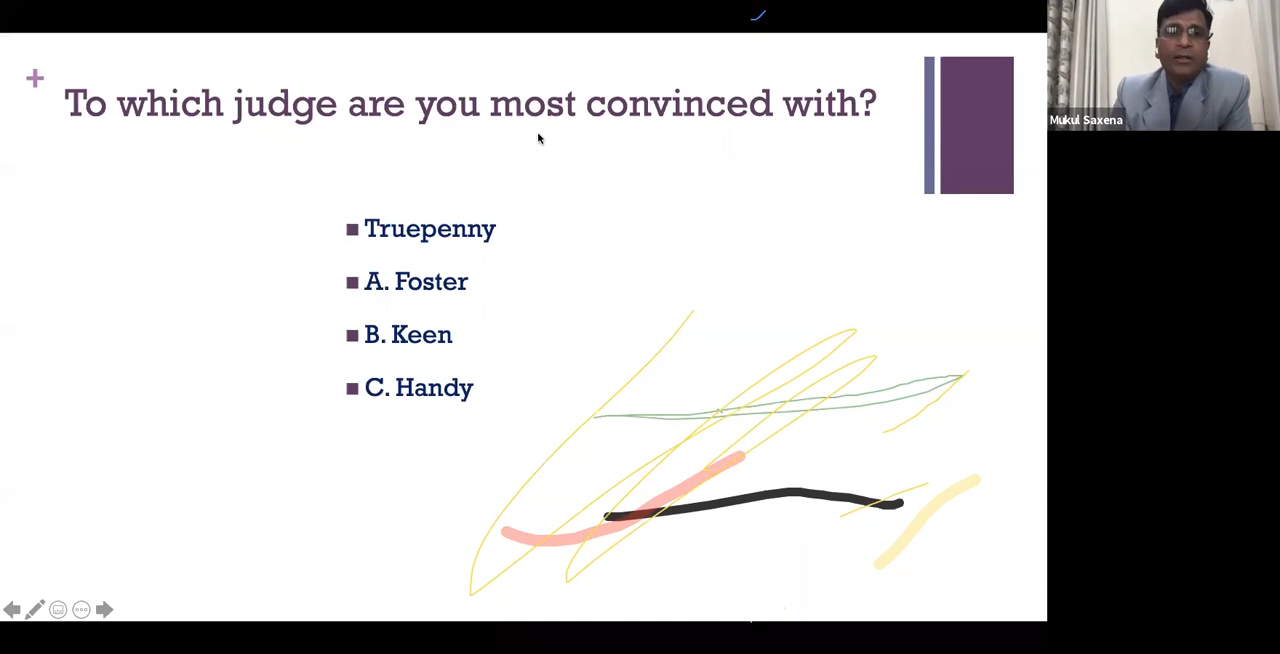 To which judge are you most convinced with?
Truepenny
A. Foster
B. Keen
C. Handy
Mukul Saxena